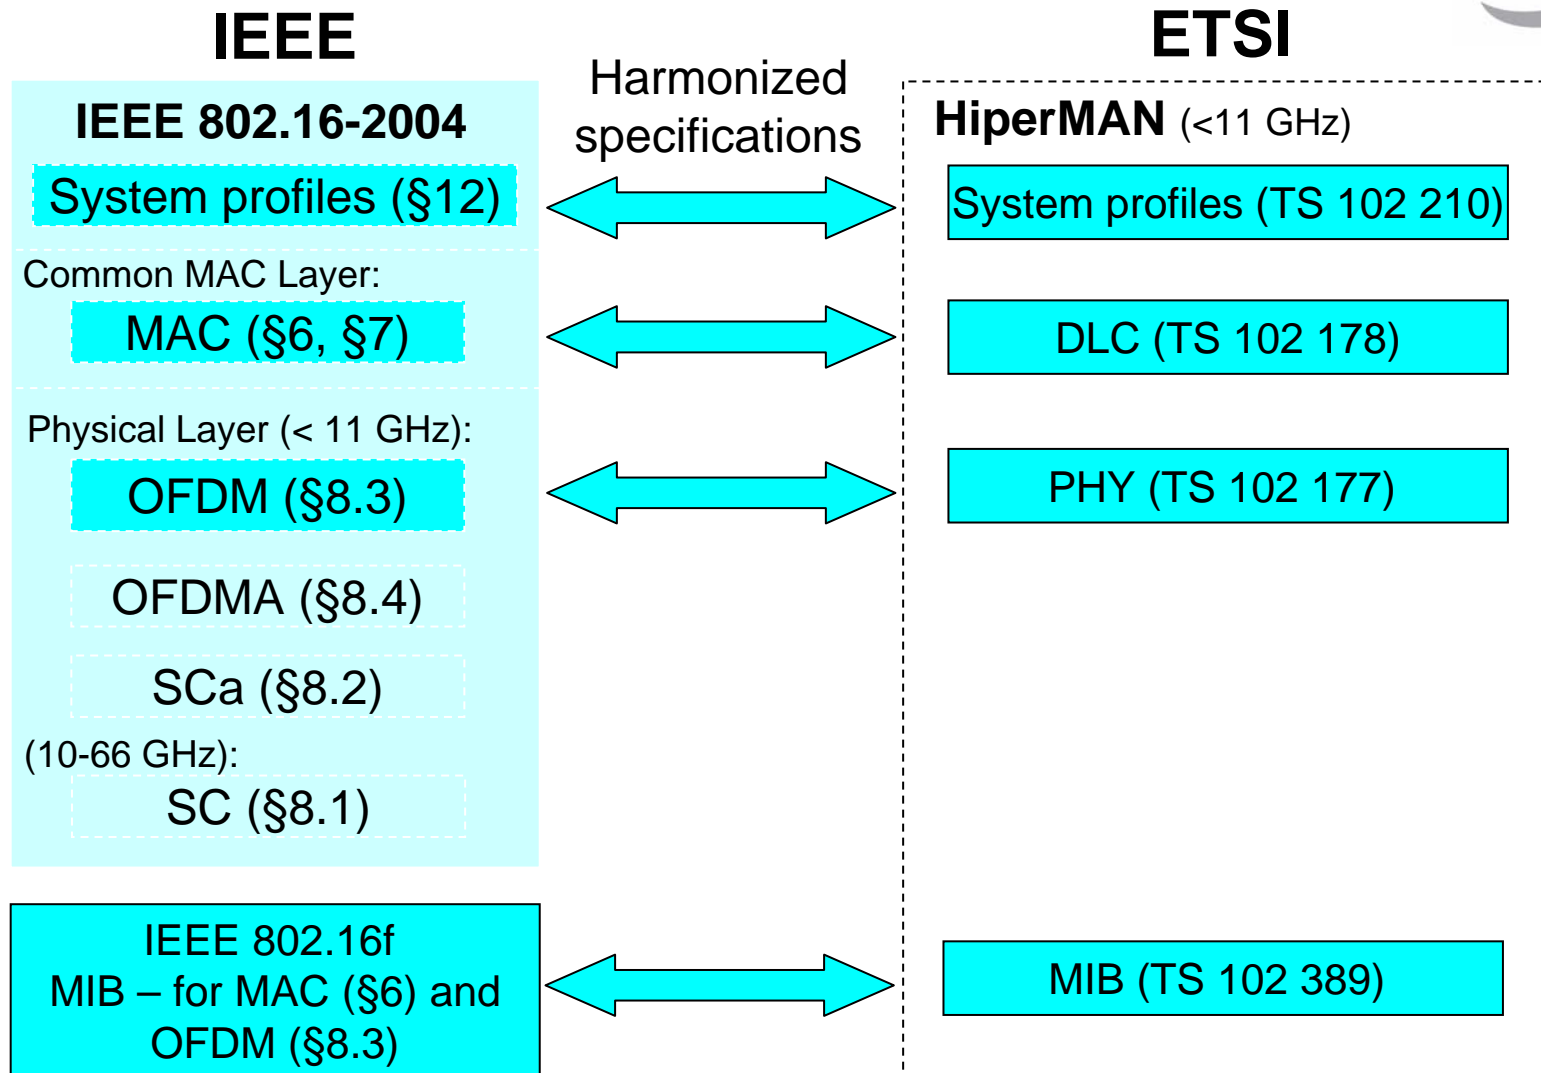 IEEE
ETSI
Harmonized
specifications
IEEE 802.16-2004
System profiles (§12)
Common MAC Layer:
MAC (§6, §7)
Physical Layer (< 11 GHz):
OFDM (§8.3)
OFDMA (§8.4)
SCa (§8.2)
(10-66 GHz):
SC (§8.1)
IEEE 802.16f
MIB – for MAC (§6) and
OFDM (§8.3)
HiperMAN (<11 GHz)
System profiles (TS 102 210)
DLC (TS 102 178)
PHY (TS 102 177)
MIB (TS 102 389)